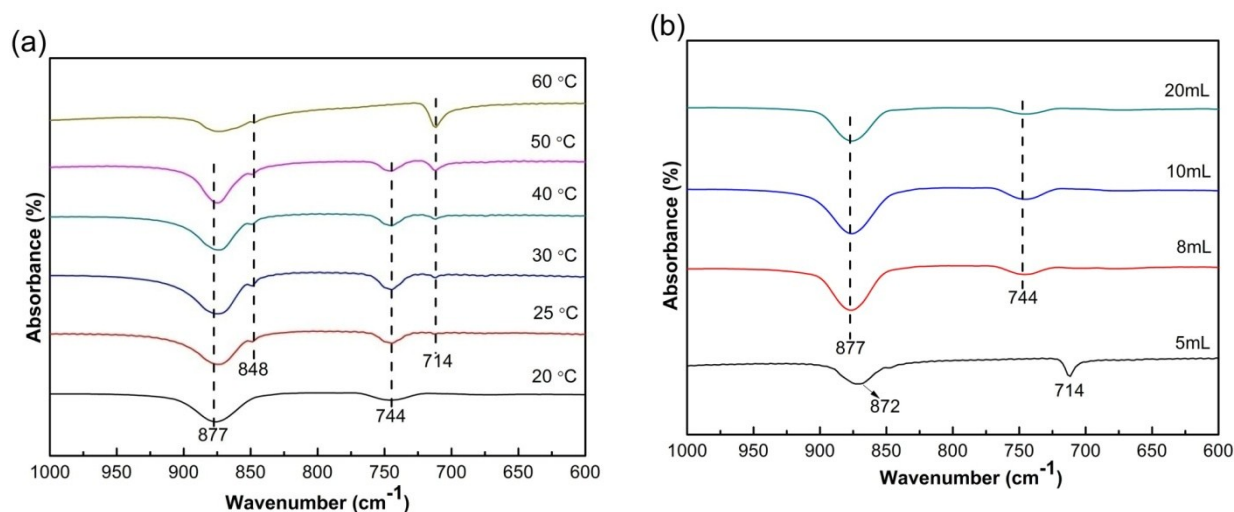 (a)
Absorbance (%)
60 °C
50 °C
40 °C
30 °C
25 °C
20 °C
877
848
744
714
1000 950 900 850 800 750 700 650 600
Wavenumber (cm-1)
(b)
Absorbance (%)
20mL
10mL
8mL
5mL
877
744
872
714
1000 950 900 850 800 750 700 650 600
Wavenumber (cm-1)